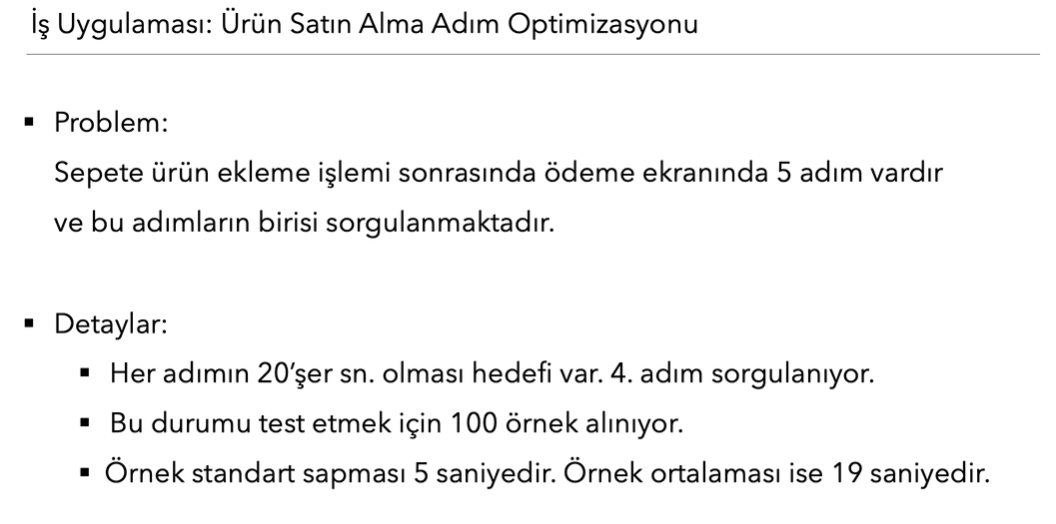 İş Uygulaması: Ürün Satın Alma Adım Optimizasyonu
▪ Problem:
Sepete ürün ekleme işlemi sonrasında ödeme ekranında 5 adım vardır
ve bu adımların birisi sorgulanmaktadır.
▪ Detaylar:
▪ Her adımın 20’şer sn. olması hedefi var. 4. adım sorgulanıyor.
▪ Bu durumu test etmek için 100 örnek alınıyor.
▪ Örnek standart sapması 5 saniyedir. Örnek ortalaması ise 19 saniyedir.